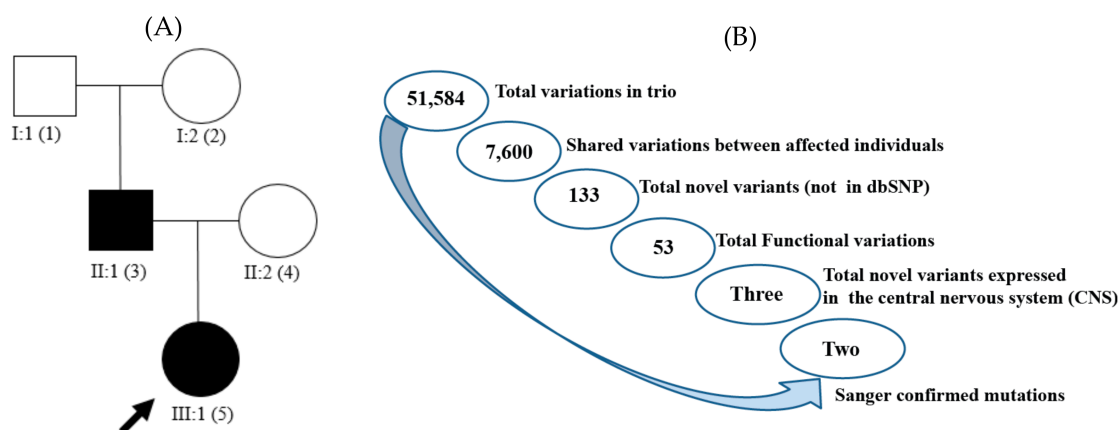 (A)
I:1 (1)
I:2 (2)
II:1 (3)
II:2 (4)
III:1 (5)
(B)
51,584
Total variations in trio
7,600
Shared variations between affected individuals
133
Total novel variants (not in dbSNP)
53
Total Functional variations
Three
Total novel variants expressed
in the central nervous system (CNS)
Two
Sanger confirmed mutations